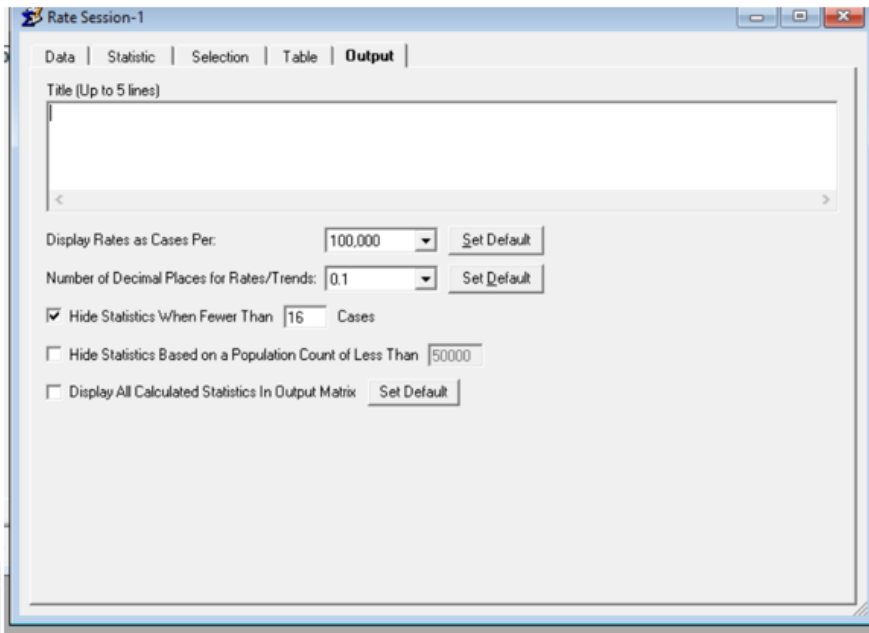 Rate Session-1
Data | Statistic | Selection | Table | Output |
Title (Up to 5 lines)
Display Rates as Cases Per: 100,000 Set Default
Number of Decimal Places for Rates/Trends: 0.1 Set Default
Hide Statistics When Fewer Than 16 Cases
Hide Statistics Based on a Population Count of Less Than 50000
Display All Calculated Statistics In Output Matrix Set Default